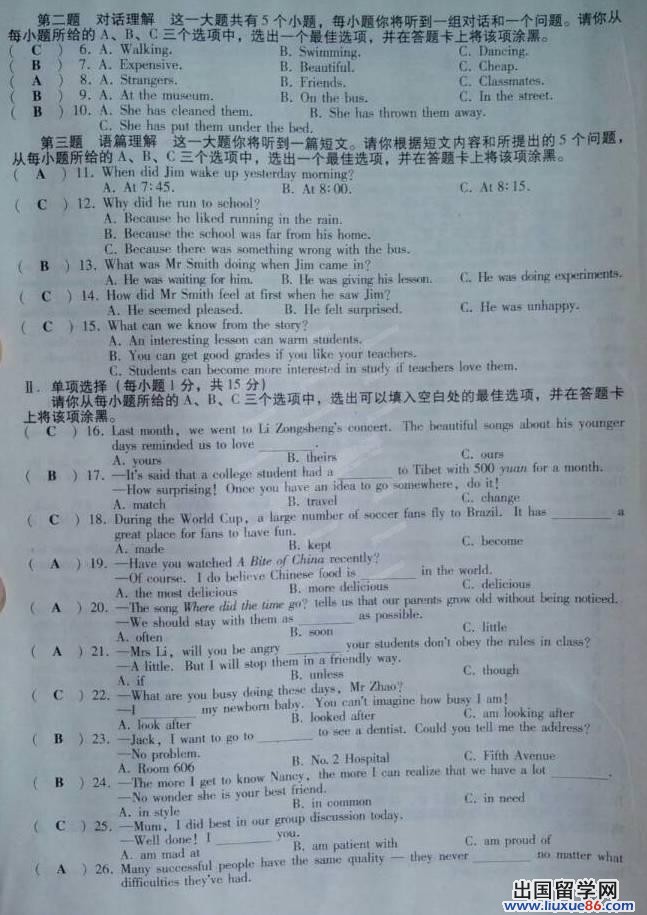 第二题 对话理解 这一大题共有5个小题，每小题你将听到一组对话和一个问题。请你从
每小题所给的A、B、C三个选项中，选出一个最佳选项，并在答题卡上将该项涂黑。
( C ) 6. A. Walking. B. Swimming. C. Dancing.
( B ) 7. A. Expensive. B. Beautiful. C. Cheap.
( A ) 8. A. Strangers. B. Friends. C. Classmates.
( B ) 9. A. At the museum. B. On the bus. C. In the street.
( B ) 10. A. She has cleaned them. B. She has thrown them away.
C. She has put them under the bed.
第三题 语篇理解 这一大题你将听到一篇短文。请你根据短文内容和所提出的5个问题，
从每小题所给的A、B、C三个选项中，选出一个最佳选项，并在答题卡上将该项涂黑。
( A ) 11. When did Jim wake up yesterday morning?
A. At 7:45. B. At 8:00. C. At 8:15.
( C ) 12. Why did he run to school?
A. Because he liked running in the rain.
B. Because the school was far from his home.
C. Because there was something wrong with the bus.
( B ) 13. What was Mr Smith doing when Jim came in?
A. He was waiting for him. B. He was giving his lesson. C. He was doing experiments.
( C ) 14. How did Mr Smith feel at first when he saw Jim?
A. He seemed pleased. B. He felt surprised. C. He was unhappy.
( C ) 15. What can we know from the story?
A. An interesting lesson can warm students.
B. You can get good grades if you like your teachers.
C. Students can become more interested in study if teachers love them.
Ⅱ. 单项选择（每小题1分，共15分）
请你从每小题所给的A、B、C三个选项中，选出可以填入空白处的最佳选项，并在答题卡
上将该项涂黑。
( C ) 16. Last month, we went to Li Zongsheng's concert. The beautiful songs about his younger
days reminded us to love ______.
A. yours B. theirs C. ours
( B ) 17. —It's said that a college student had a ______ to Tibet with 500 yuan for a month.
—How surprising! Once you have an idea to go somewhere, do it!
A. match B. travel C. change
( C ) 18. During the World Cup, a large number of soccer fans fly to Brazil. It has ______ a
great place for fans to have fun.
A. made B. kept C. become
( A ) 19. —Have you watched A Bite of China recently?
—Of course. I do believe Chinese food is ______ in the world.
A. the most delicious B. more delicious C. delicious
( A ) 20. —The song Where did the time go? tells us that our parents grow old without being noticed.
—We should stay with them as ______ as possible.
A. often B. soon C. little
( A ) 21. —Mrs Li, will you be angry ______ your students don't obey the rules in class?
—A little. But I will stop them in a friendly way.
A. if B. unless C. though
( C ) 22. —What are you busy doing these days, Mr Zhao?
—I ______ my newborn baby. You can't imagine how busy I am!
A. look after B. looked after C. am looking after
( B ) 23. —Jack, I want to go to ______ to see a dentist. Could you tell me the address?
—No problem.
A. Room 606 B. No. 2 Hospital C. Fifth Avenue
( B ) 24. —The more I get to know Nancy, the more I can realize that we have a lot ______.
—No wonder she is your best friend.
A. in style B. in common C. in need
( C ) 25. —Mum, I did best in our group discussion today.
—Well done! I ______ you.
A. am mad at B. am patient with C. am proud of
( A ) 26. Many successful people have the same quality — they never ______ no matter what
difficulties they've had.
出国留学网
www.liuxue86.com